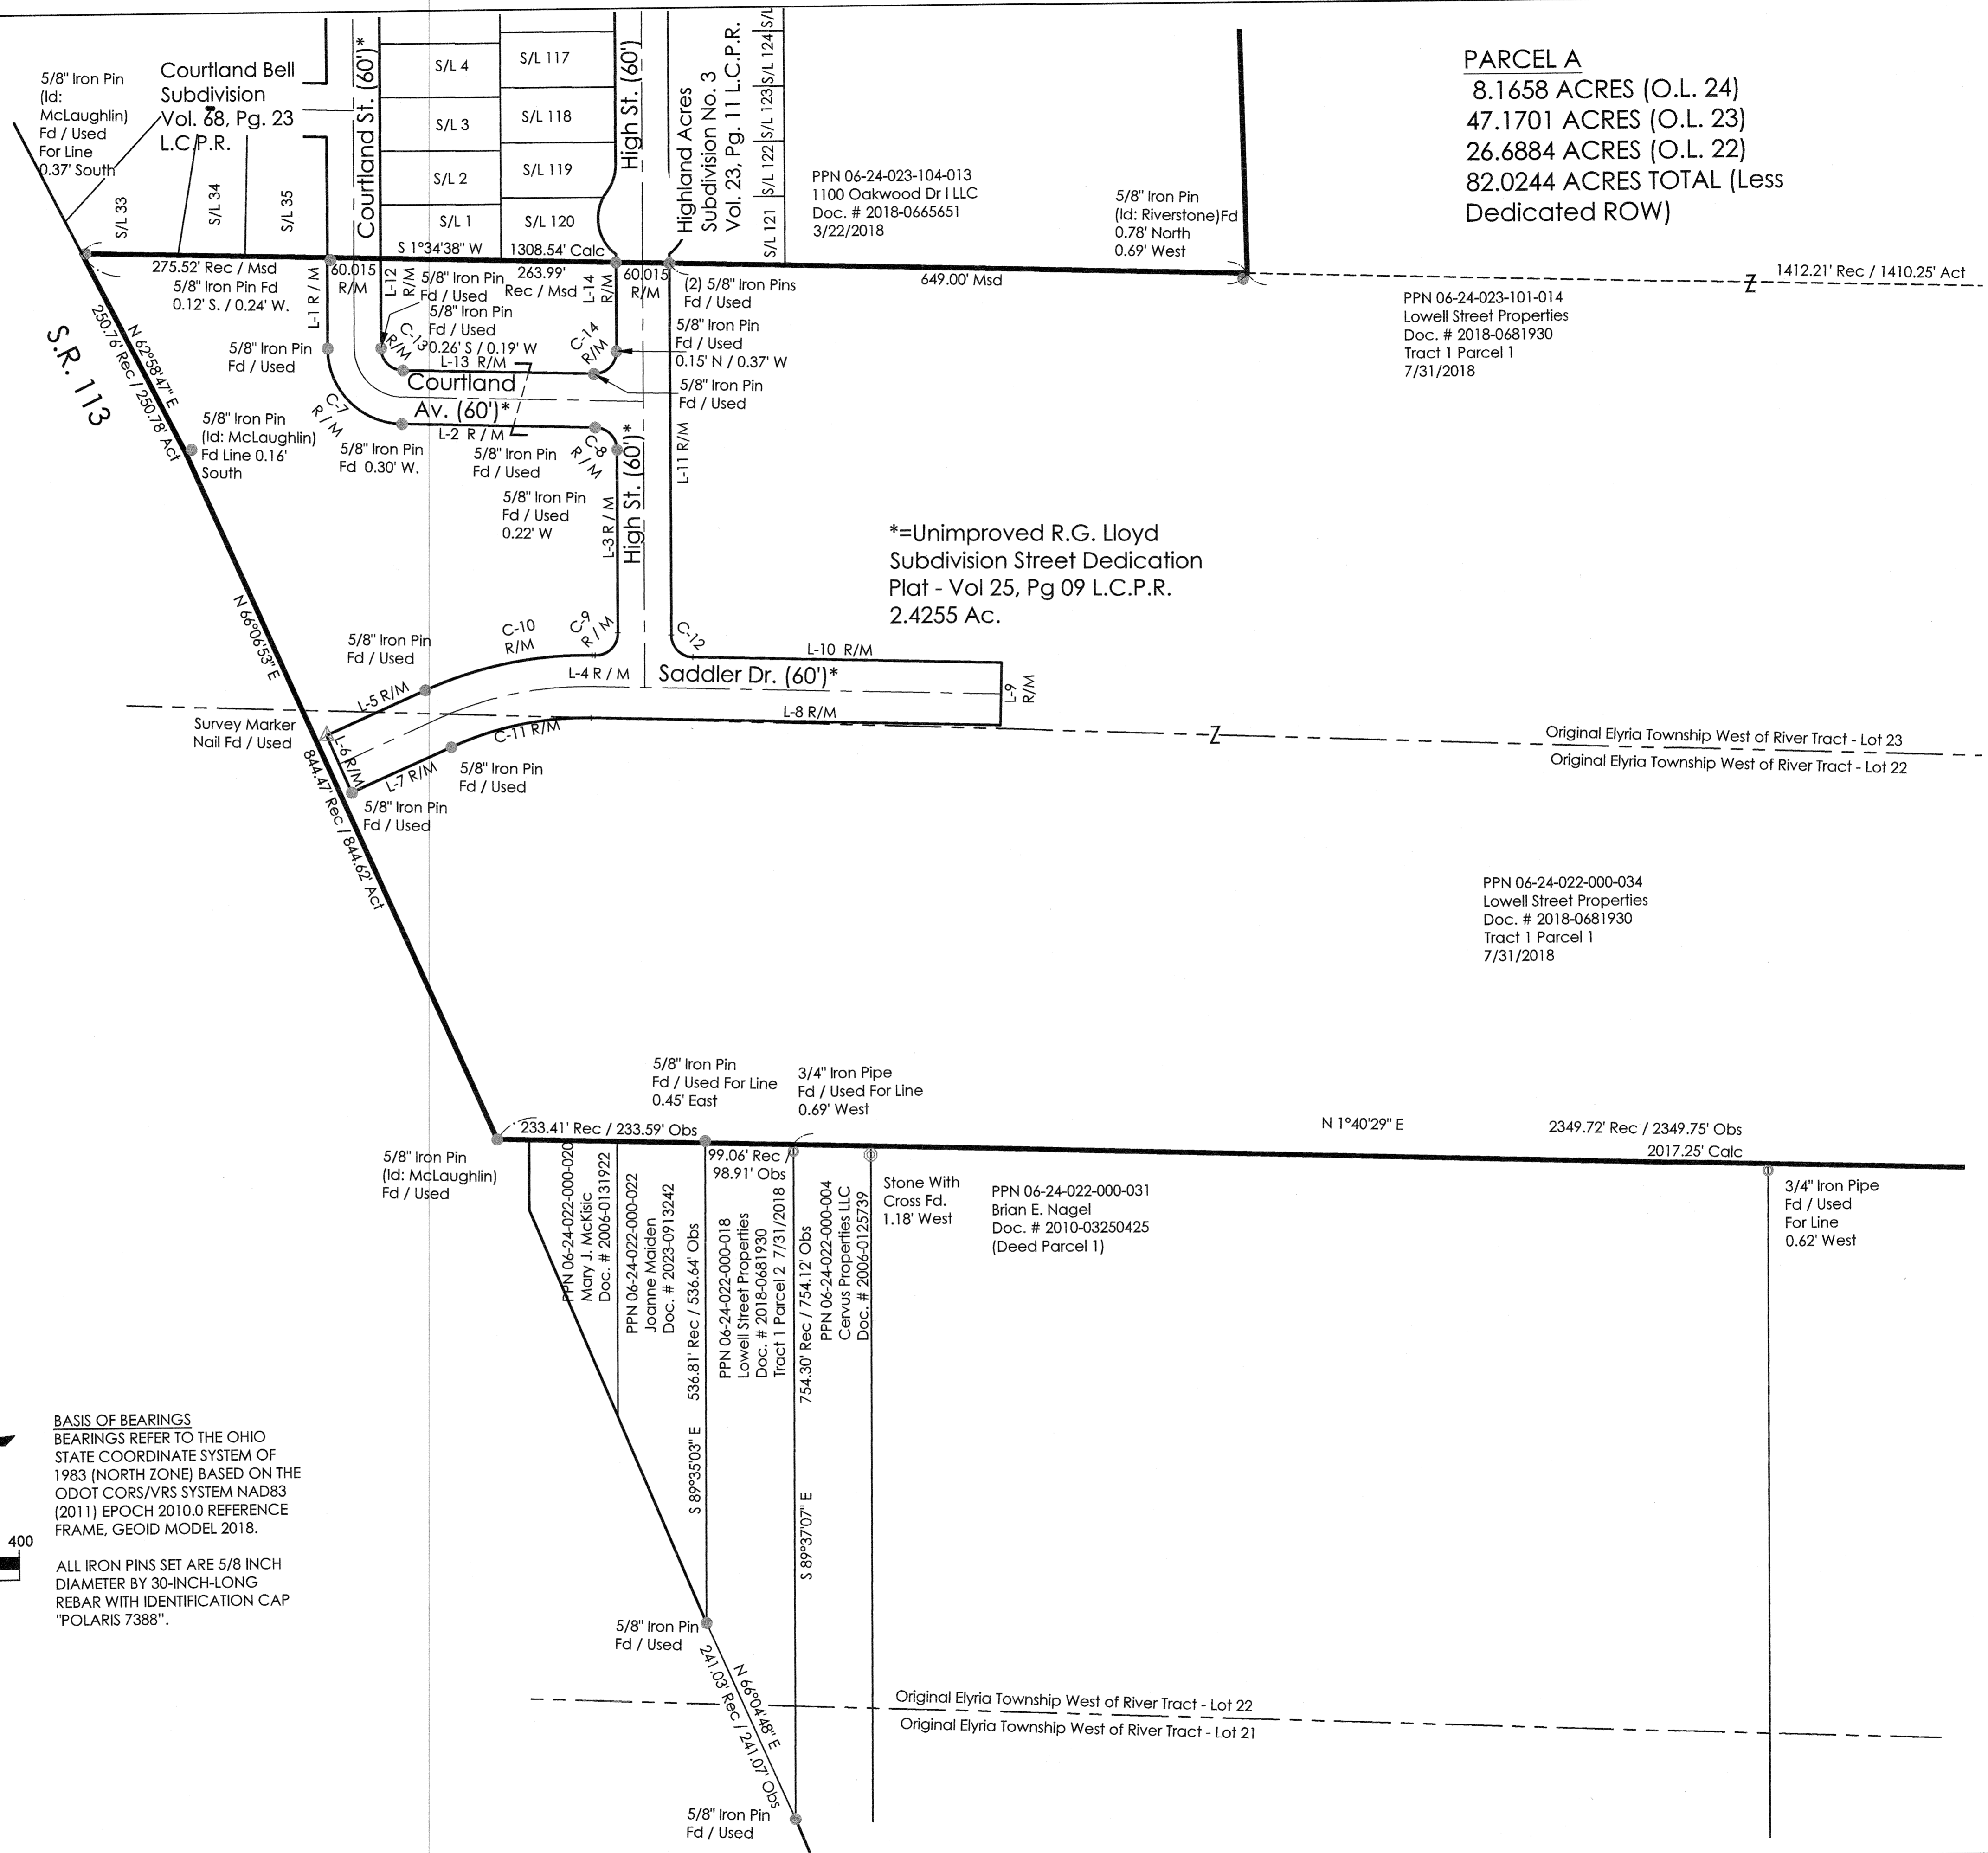 PARCEL A
8.1658 ACRES (O.L. 24)
47.1701 ACRES (O.L. 23)
26.6884 ACRES (O.L. 22)
82.0244 ACRES TOTAL (Less
Dedicated ROW)
5/8" Iron Pin
(Id:
McLaughlin)
Fd / Used
For Line
0.37' South
Courtland Bell
Subdivision
Vol. 68, Pg. 23
L.C.P.R.
S/L 33
S/L 34
S/L 35
Courtland St. (60')*
S/L 4
S/L 3
S/L 2
S/L 1
S/L 117
S/L 118
S/L 119
S/L 120
High St. (60')
Highland Acres
Subdivision No. 3
Vol. 23, Pg. 11 L.C.P.R.
S/L 121
S/L 122
S/L 123
S/L 124
S/L
PPN 06-24-023-104-013
1100 Oakwood Dr I LLC
Doc. # 2018-0665651
3/22/2018
5/8" Iron Pin
(Id: Riverstone)Fd
0.78' North
0.69' West
S 1°34'38" W
1308.54' Calc
275.52' Rec / Msd
5/8" Iron Pin Fd
0.12' S. / 0.24' W.
L-1 R / M
60.015
R/M
L-12
R/M
5/8" Iron Pin
Fd / Used
263.99'
Rec / Msd
L-14
R/M
60.015
R/M
(2) 5/8" Iron Pins
Fd / Used
649.00' Msd
Z
1412.21' Rec / 1410.25' Act
PPN 06-24-023-101-014
Lowell Street Properties
Doc. # 2018-0681930
Tract 1 Parcel 1
7/31/2018
5/8" Iron Pin
Fd / Used
0.26' S / 0.19' W
C-13
R/M
C-14
R/M
5/8" Iron Pin
Fd / Used
0.15' N / 0.37' W
5/8" Iron Pin
Fd / Used
L-13 R/M
5/8" Iron Pin
Fd / Used
Courtland
Av. (60')*
L-2 R / M
C-7
R / M
C-8
R / M
5/8" Iron Pin
Fd 0.30' W.
5/8" Iron Pin
Fd / Used
5/8" Iron Pin
Fd / Used
0.22' W
L-3 R / M
High St. (60')*
L-11 R/M
S.R. 113
N 62°58'47" E
250.76' Rec / 250.78' Act
5/8" Iron Pin
(Id: McLaughlin)
Fd Line 0.16'
South
*=Unimproved R.G. Lloyd
Subdivision Street Dedication
Plat - Vol 25, Pg 09 L.C.P.R.
2.4255 Ac.
N 66°06'53" E
5/8" Iron Pin
Fd / Used
C-10
R/M
C-9
R / M
C-12
L-10 R/M
L-4 R / M
Saddler Dr. (60')*
L-9
R/M
L-5 R/M
L-8 R/M
C-11 R/M
Survey Marker
Nail Fd / Used
L-6 R/M
L-7 R/M
5/8" Iron Pin
Fd / Used
5/8" Iron Pin
Fd / Used
844.47' Rec / 844.62' Act
Z
Original Elyria Township West of River Tract - Lot 23
Original Elyria Township West of River Tract - Lot 22
PPN 06-24-022-000-034
Lowell Street Properties
Doc. # 2018-0681930
Tract 1 Parcel 1
7/31/2018
5/8" Iron Pin
Fd / Used For Line
0.45' East
3/4" Iron Pipe
Fd / Used For Line
0.69' West
233.41' Rec / 233.59' Obs
N 1°40'29" E
2349.72' Rec / 2349.75' Obs
2017.25' Calc
5/8" Iron Pin
(Id: McLaughlin)
Fd / Used
99.06' Rec /
98.91' Obs
PPN 06-24-022-000-020
Mary J. McKisic
Doc. # 2006-0131922
PPN 06-24-022-000-022
Joanne Maiden
Doc. # 2023-0913242
536.81' Rec / 536.64' Obs
S 89°35'03" E
PPN 06-24-022-000-018
Lowell Street Properties
Doc. # 2018-0681930
Tract 1 Parcel 2 7/31/2018
754.30' Rec / 754.12' Obs
S 89°37'07" E
PPN 06-24-022-000-004
Cervus Properties LLC
Doc. # 2006-0125739
Stone With
Cross Fd.
1.18' West
PPN 06-24-022-000-031
Brian E. Nagel
Doc. # 2010-03250425
(Deed Parcel 1)
3/4" Iron Pipe
Fd / Used
For Line
0.62' West
BASIS OF BEARINGS
BEARINGS REFER TO THE OHIO
STATE COORDINATE SYSTEM OF
1983 (NORTH ZONE) BASED ON THE
ODOT CORS/VRS SYSTEM NAD83
(2011) EPOCH 2010.0 REFERENCE
FRAME, GEOID MODEL 2018.
400
ALL IRON PINS SET ARE 5/8 INCH
DIAMETER BY 30-INCH-LONG
REBAR WITH IDENTIFICATION CAP
"POLARIS 7388".
5/8" Iron Pin
Fd / Used
N 66°04'48" E
241.03' Rec / 241.07' Obs
Original Elyria Township West of River Tract - Lot 22
Original Elyria Township West of River Tract - Lot 21
5/8" Iron Pin
Fd / Used